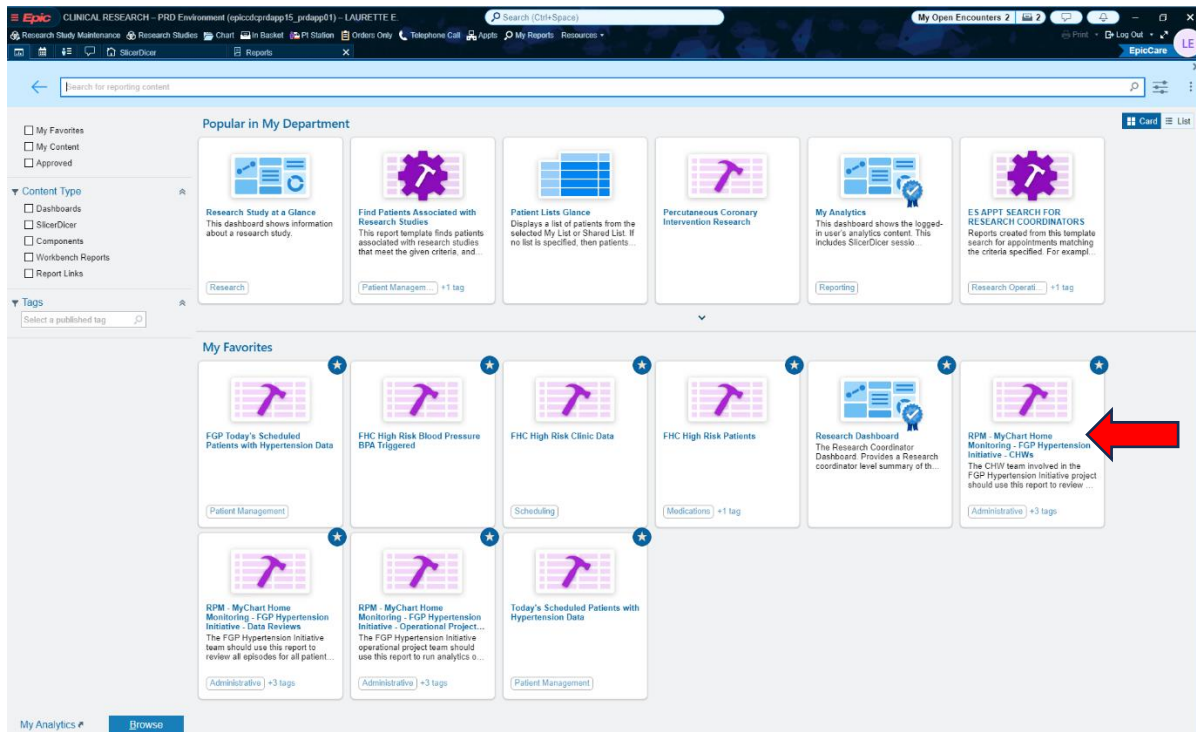 Epic CLINICAL RESEARCH – PRD Environment (epiccdcprdapp15_prdapp01) – LAURETTE E. Search (Ctrl+Space) My Open Encounters 2 2
Research Study Maintenance Research Studies Chart In Basket Pt Station Orders Only Telephone Call Appts My Reports Resources Print Log Out
SlicerDicer Reports EpicCare LE
Search for reporting content
Card List
My Favorites
My Content
Approved
Content Type
Dashboards
SlicerDicer
Components
Workbench Reports
Report Links
Tags
Select a published tag
Popular in My Department
Research Study at a Glance
This dashboard shows information
about a research study.
Research
Find Patients Associated with
Research Studies
This report template finds patients
associated with research studies
that meet the given criteria, and...
Patient Managem... +1 tag
Patient Lists Glance
Displays a list of patients from the
selected My List or Shared List. If
no list is specified, then patients...
Percutaneous Coronary
Intervention Research
My Analytics
This dashboard shows the logged-
in user's analytics content. This
includes SlicerDicer sessio...
Reporting
ES APPT SEARCH FOR
RESEARCH COORDINATORS
Reports created from this template
search for appointments matching
the criteria specified. For exampl...
Research Operati... +1 tag
My Favorites
FGP Today's Scheduled
Patients with Hypertension Data
Patient Management
FHC High Risk Blood Pressure
BPA Triggered
FHC High Risk Clinic Data
Scheduling
FHC High Risk Patients
Medications +1 tag
Research Dashboard
The Research Coordinator
Dashboard. Provides a Research
coordinator level summary of th...
RPM - MyChart Home
Monitoring - FGP Hypertension
Initiative - CHWs
The CHW team involved in the
FGP Hypertension Initiative project
should use this report to review ...
Administrative +3 tags
RPM - MyChart Home
Monitoring - FGP Hypertension
Initiative - Data Reviews
The FGP Hypertension Initiative
team should use this report to
review all episodes for all patient...
Administrative +3 tags
RPM - MyChart Home
Monitoring - FGP Hypertension
Initiative - Operational Project...
The FGP Hypertension Initiative
operational project team should
use this report to run analytics o...
Administrative +3 tags
Today's Scheduled Patients with
Hypertension Data
Patient Management
My Analytics Browse